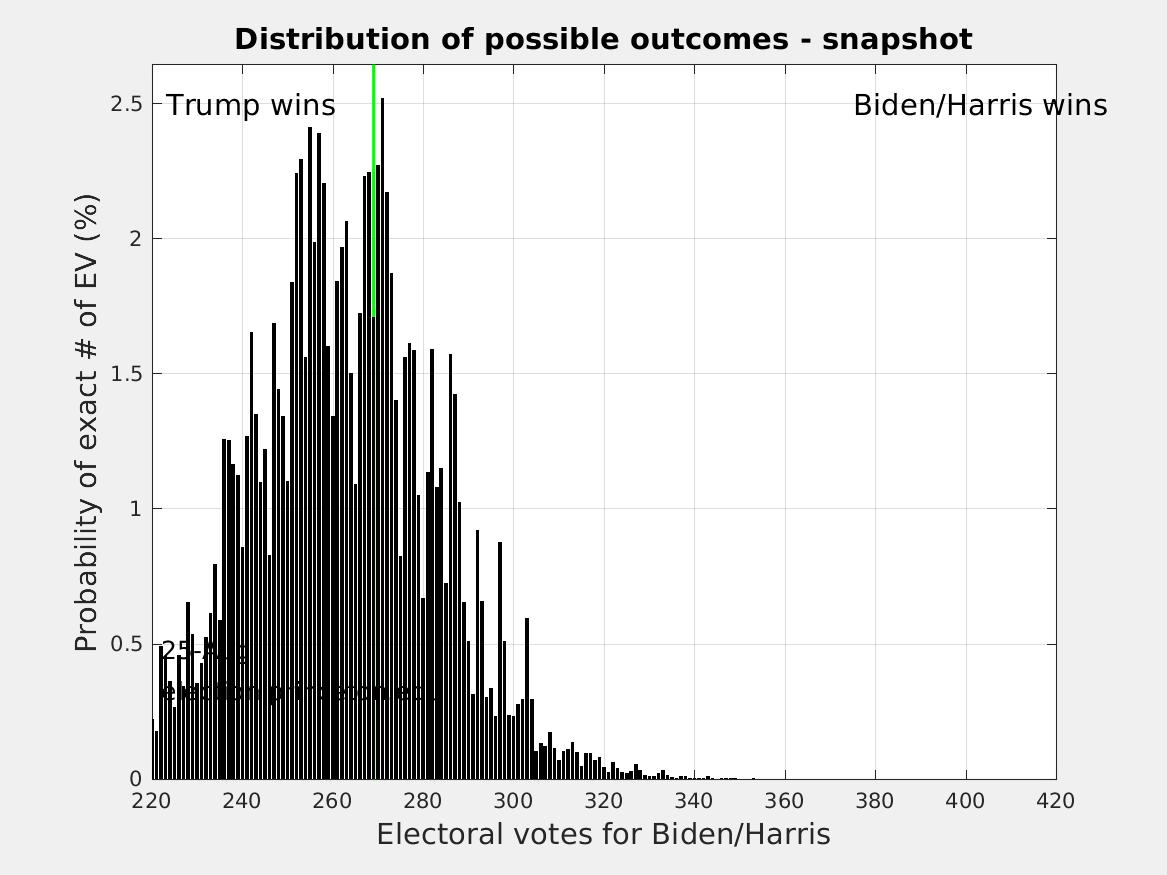 Distribution of possible outcomes - snapshot
Trump wins
Biden/Harris wins
2.5
2
1.5
1
0.5
0
Probability of exact # of EV (%)
220 240 260 280 300 320 340 360 380 400 420
Electoral votes for Biden/Harris